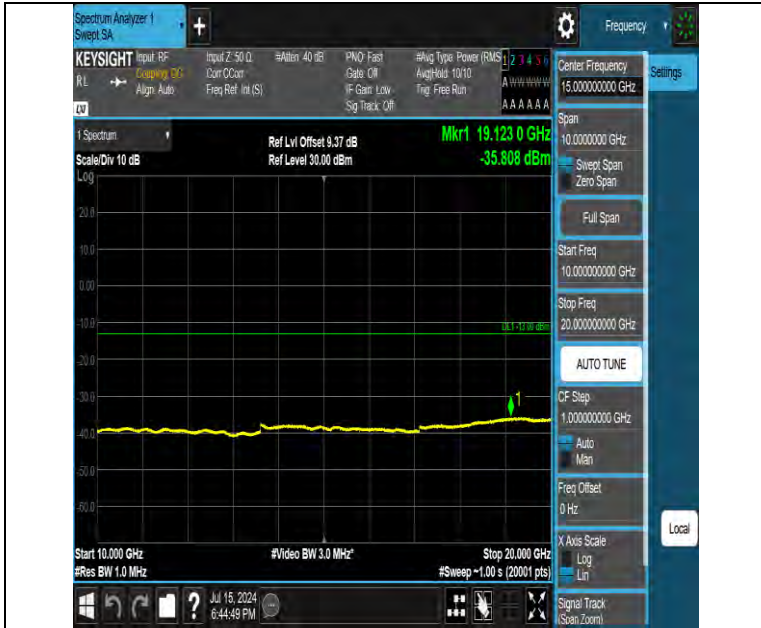 Spectrum Analyzer 1
Swept SA
+
Frequency
KEYSIGHT
RL
Input: RF
Coupling: DC
Align: Auto
Input Z: 50 Ω
Corr CCorr
Freq Ref: Int (S)
#Atten: 40 dB
PNO: Fast
Gate: Off
IF Gain: Low
Sig Track: Off
#Avg Type: Power (RMS
Avg|Hold: 10/10
Trig: Free Run
1 2 3 4 5 6
A W W W W W
A A A A A A
1 Spectrum
Scale/Div 10 dB
Log
Ref Lvl Offset 9.37 dB
Ref Level 30.00 dBm
Mkr1 19.123 0 GHz
-35.808 dBm
20.0
10.0
0.00
-10.0
-20.0
-30.0
-40.0
-50.0
-60.0
DL1 -13.00 dBm
1
Start 10.000 GHz
#Res BW 1.0 MHz
#Video BW 3.0 MHz*
Stop 20.000 GHz
#Sweep ~1.00 s (20001 pts)
Center Frequency
15.000000000 GHz
Settings
Span
10.0000000 GHz
Swept Span
Zero Span
Full Span
Start Freq
10.000000000 GHz
Stop Freq
20.000000000 GHz
AUTO TUNE
CF Step
1.000000000 GHz
Auto
Man
Freq Offset
0 Hz
X Axis Scale
Log
Lin
Signal Track
(Span Zoom)
Local
?
Jul 15, 2024
6:44:49 PM